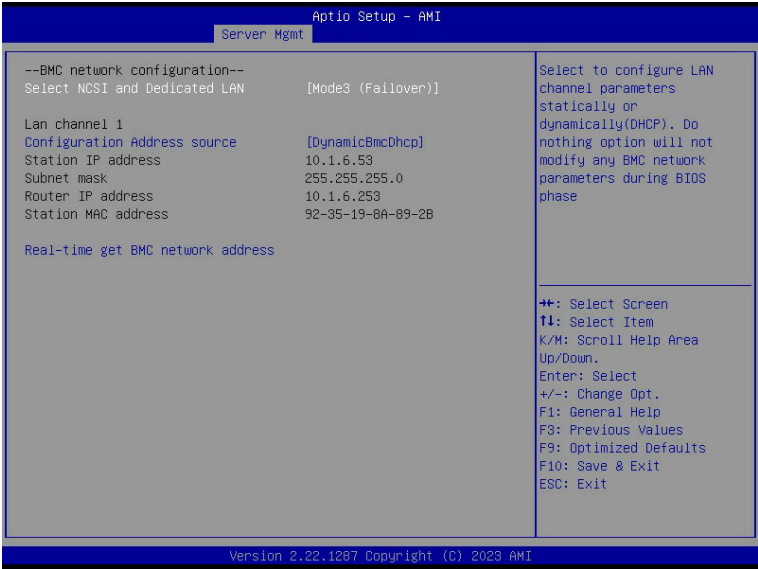 Aptio Setup - AMI
Server Mgmt
--BMC network configuration--
Select NCSI and Dedicated LAN [Mode3 (Failover)]
Lan channel 1
Configuration Address source [DynamicBmcDhcp]
Station IP address 10.1.6.53
Subnet mask 255.255.255.0
Router IP address 10.1.6.253
Station MAC address 92-35-19-8A-89-2B
Real-time get BMC network address
Select to configure LAN
channel parameters
statically or
dynamically(DHCP). Do
nothing option will not
modify any BMC network
parameters during BIOS
phase
→←: Select Screen
↑↓: Select Item
K/M: Scroll Help Area
Up/Down.
Enter: Select
+/-: Change Opt.
F1: General Help
F3: Previous Values
F9: Optimized Defaults
F10: Save & Exit
ESC: Exit
Version 2.22.1287 Copyright (C) 2023 AMI